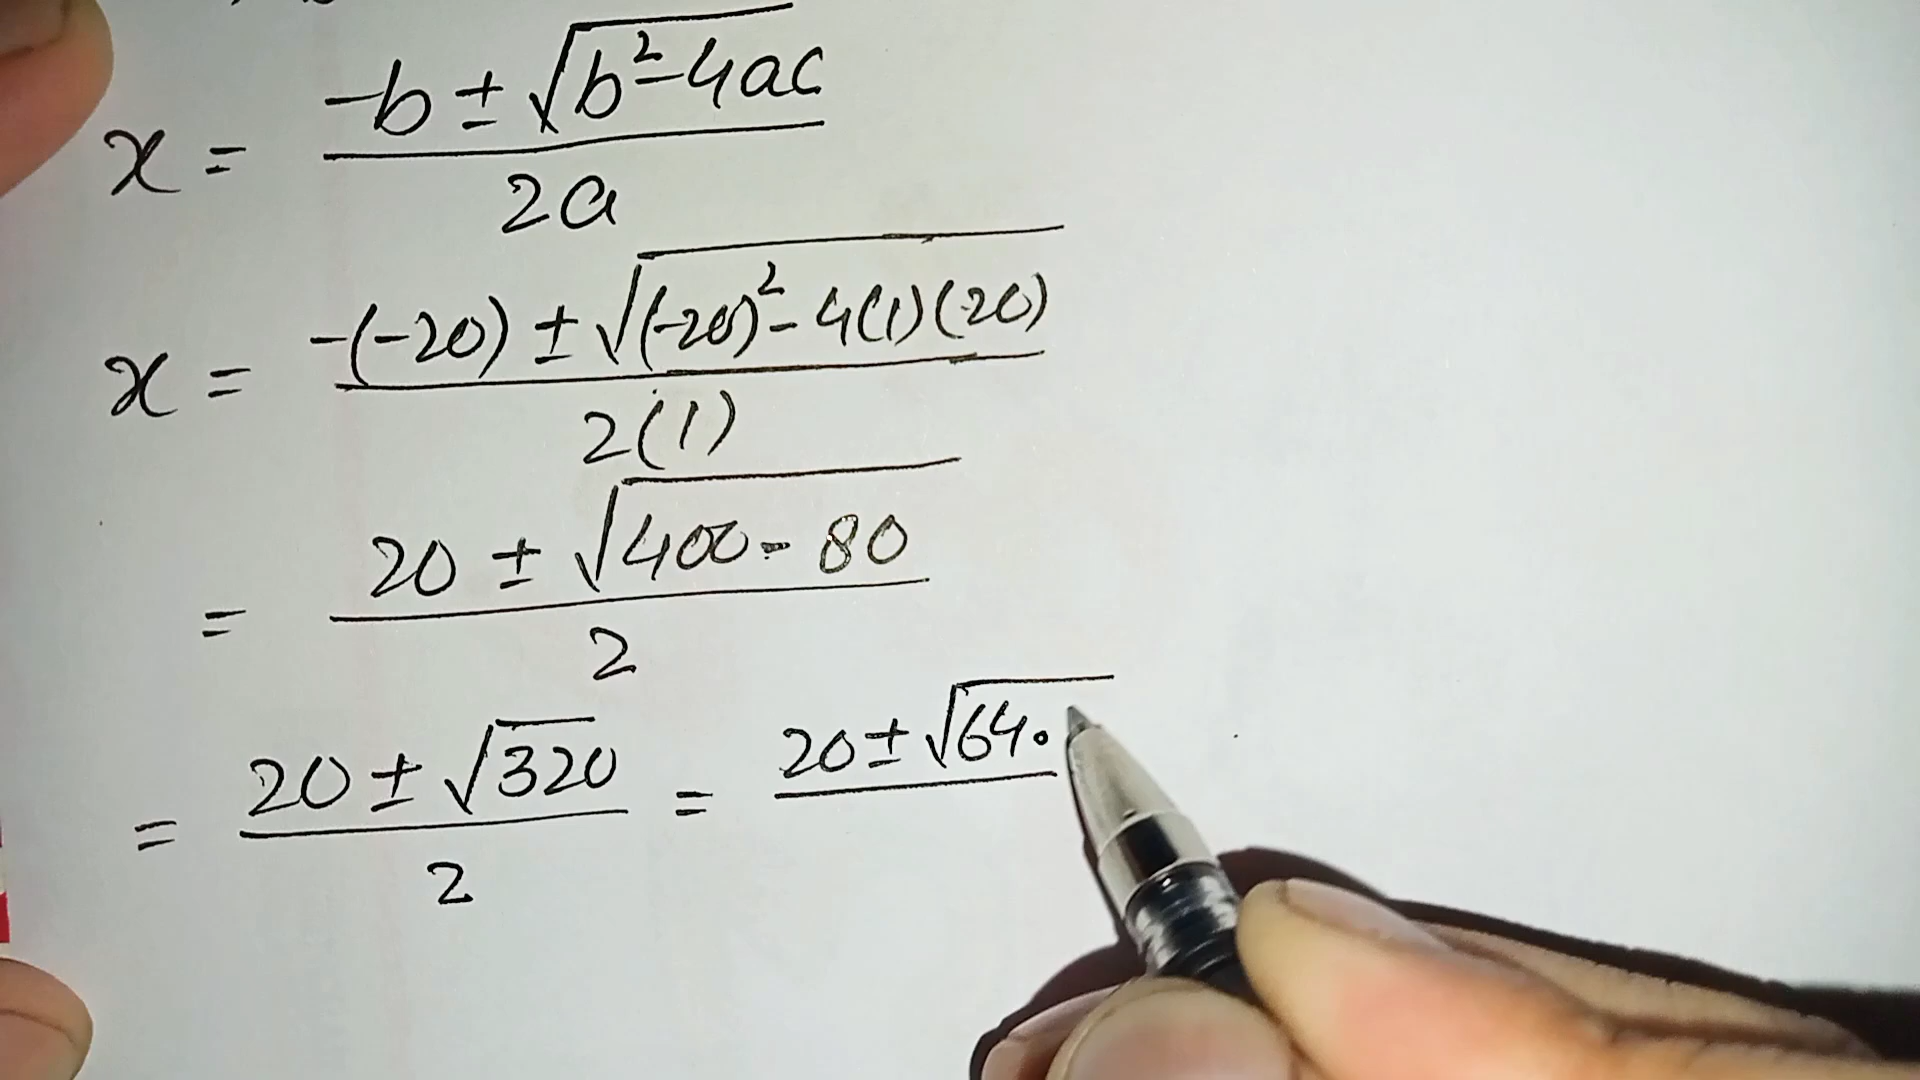 x = -b ± √b² - 4ac
2a
x = -(-20) ± √(-20)² - 4(1)(20)
2(1)
= 20 ± √400 - 80
2
= 20 ± √320 = 20 ± √64.
2